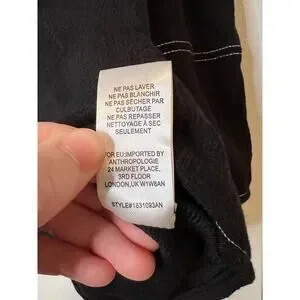 NE PAS LAVER
NE PAS BLANCHIR
NE PAS SÉCHER PAR
CULBUTAGE
NE PAS REPASSER
NETTOYAGE À SEC
SEULEMENT
FOR EU:IMPORTED BY
ANTHROPOLOGIE
24 MARKET PLACE,
3RD FLOOR
LONDON,UK W1W8AN
STYLE#1831093AN